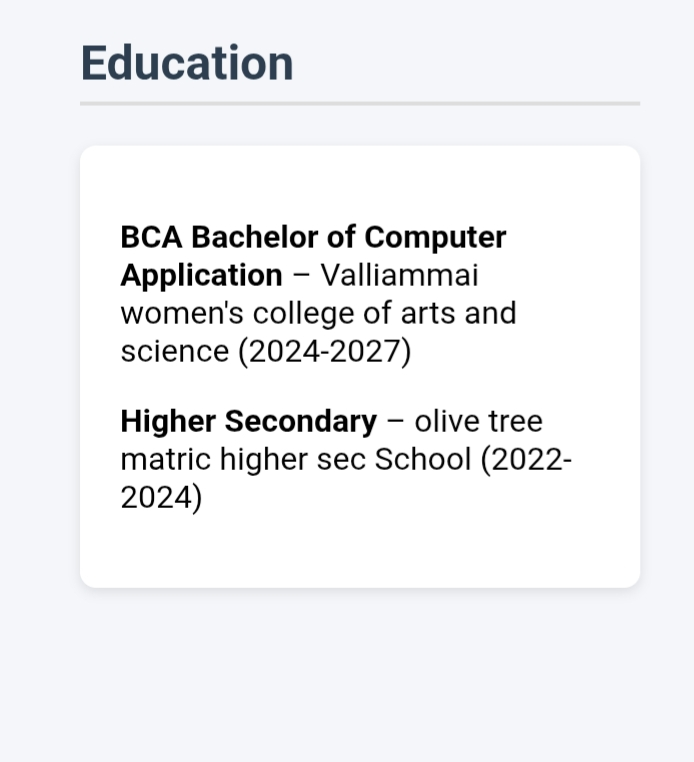 Education
BCA Bachelor of Computer
Application – Valliammai
women's college of arts and
science (2024-2027)
Higher Secondary – olive tree
matric higher sec School (2022-
2024)